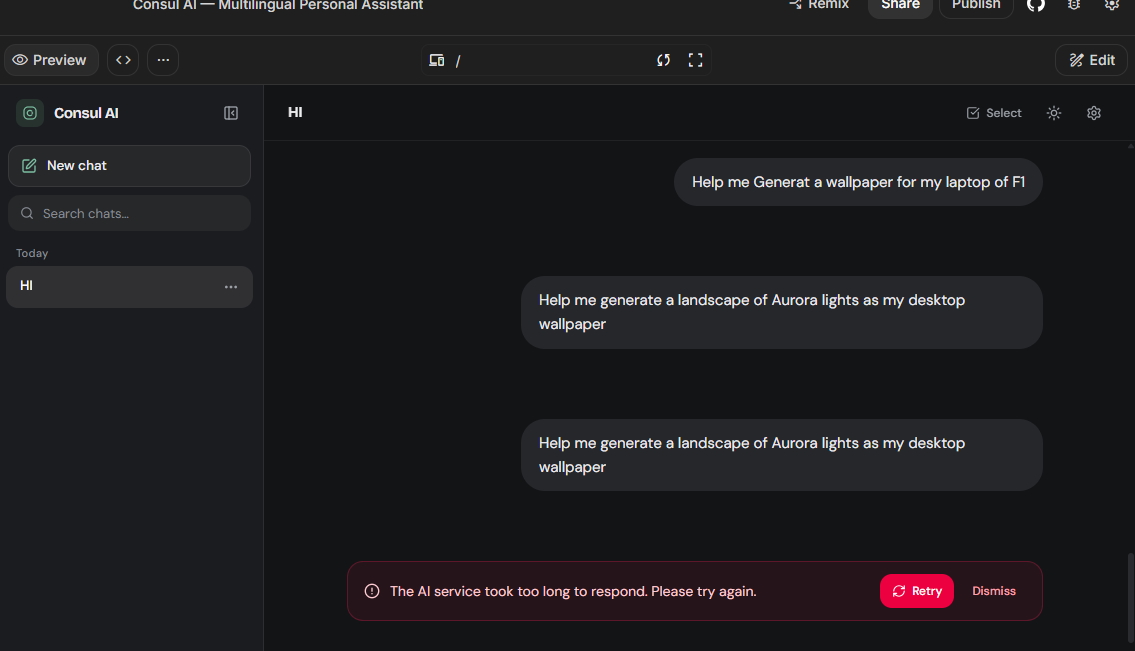 Consul AI — Multilingual Personal Assistant
Remix
Share
Publish
Preview
<>
...
/
Edit
Consul AI
HI
Select
New chat
Help me Generat a wallpaper for my laptop of F1
Search chats...
Today
HI
...
Help me generate a landscape of Aurora lights as my desktop
wallpaper
Help me generate a landscape of Aurora lights as my desktop
wallpaper
The AI service took too long to respond. Please try again.
Retry
Dismiss